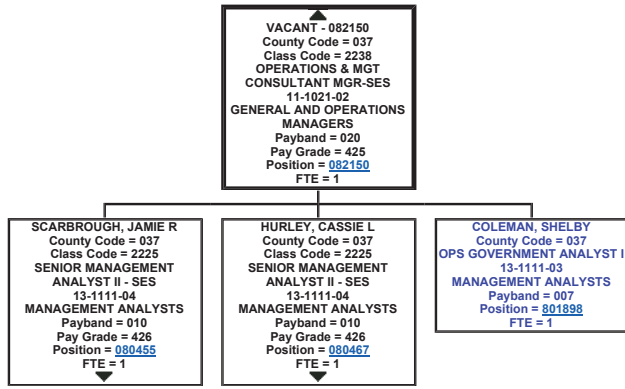 VACANT - 082150
County Code = 037
Class Code = 2238
OPERATIONS & MGT
CONSULTANT MGR-SES
11-1021-02
GENERAL AND OPERATIONS
MANAGERS
Payband = 020
Pay Grade = 425
Position = 082150
FTE = 1
SCARBROUGH, JAMIE R
County Code = 037
Class Code = 2225
SENIOR MANAGEMENT
ANALYST II - SES
13-1111-04
MANAGEMENT ANALYSTS
Payband = 010
Pay Grade = 426
Position = 080455
FTE = 1
HURLEY, CASSIE L
County Code = 037
Class Code = 2225
SENIOR MANAGEMENT
ANALYST II - SES
13-1111-04
MANAGEMENT ANALYSTS
Payband = 010
Pay Grade = 426
Position = 080467
FTE = 1
COLEMAN, SHELBY
County Code = 037
OPS GOVERNMENT ANALYST I
13-1111-03
MANAGEMENT ANALYSTS
Payband = 007
Position = 801898
FTE = 1